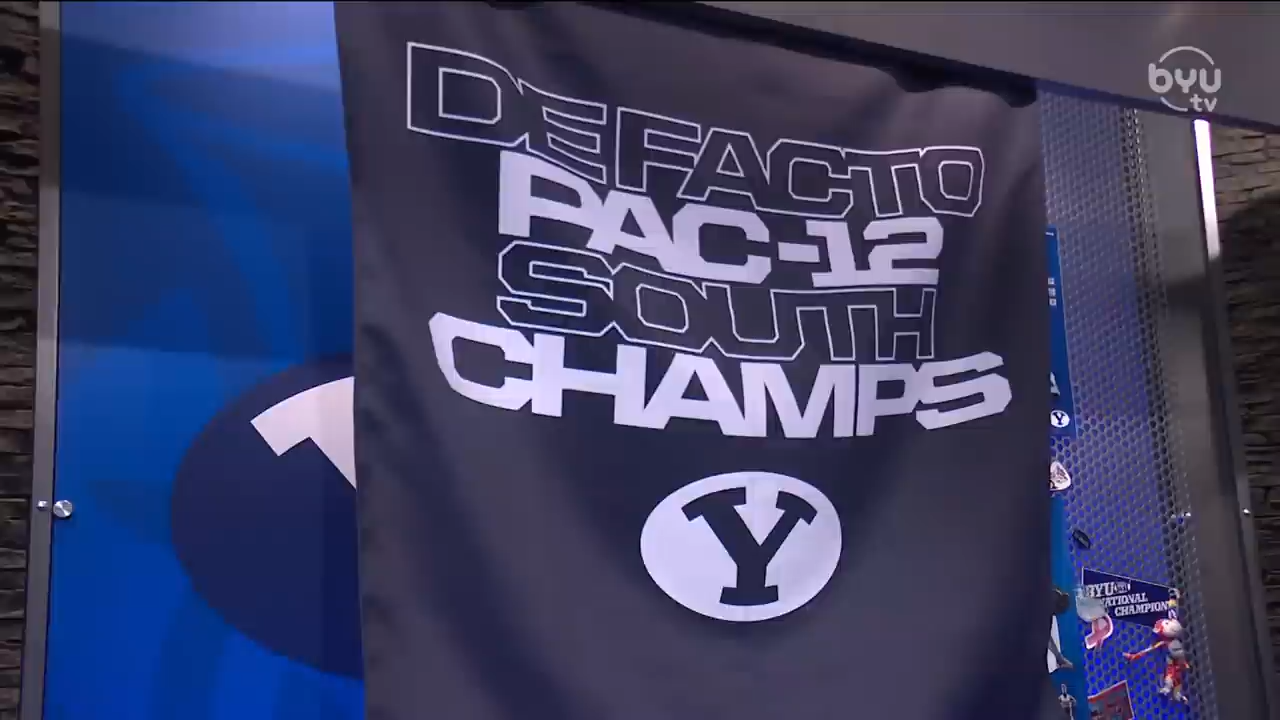 byu
tv
DE FACTO
PAC-12
SOUTH
CHAMPS
Y
Y
BYU
NATIONAL
CHAMPION